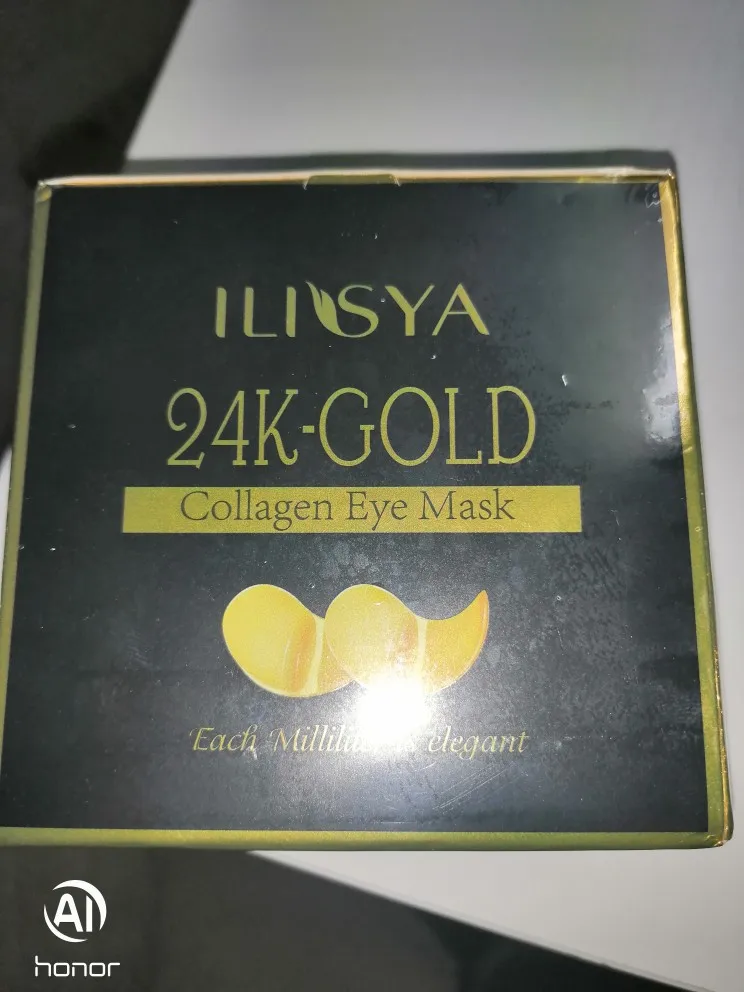 ILISYA
24K-GOLD
Collagen Eye Mask
Each elegant
AI
honor